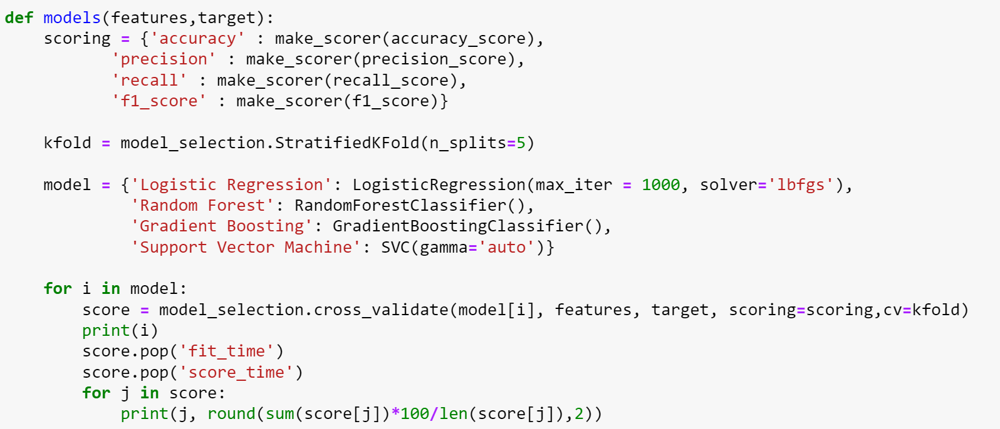 def models(features,target):
    scoring = {'accuracy' : make_scorer(accuracy_score),
           'precision' : make_scorer(precision_score),
           'recall' : make_scorer(recall_score),
           'f1_score' : make_scorer(f1_score)}

    kfold = model_selection.StratifiedKFold(n_splits=5)

    model = {'Logistic Regression': LogisticRegression(max_iter = 1000, solver='lbfgs'),
             'Random Forest': RandomForestClassifier(),
             'Gradient Boosting': GradientBoostingClassifier(),
             'Support Vector Machine': SVC(gamma='auto')}

    for i in model:
        score = model_selection.cross_validate(model[i], features, target, scoring=scoring,cv=kfold)
        print(i)
        score.pop('fit_time')
        score.pop('score_time')
        for j in score:
            print(j, round(sum(score[j])*100/len(score[j]),2))